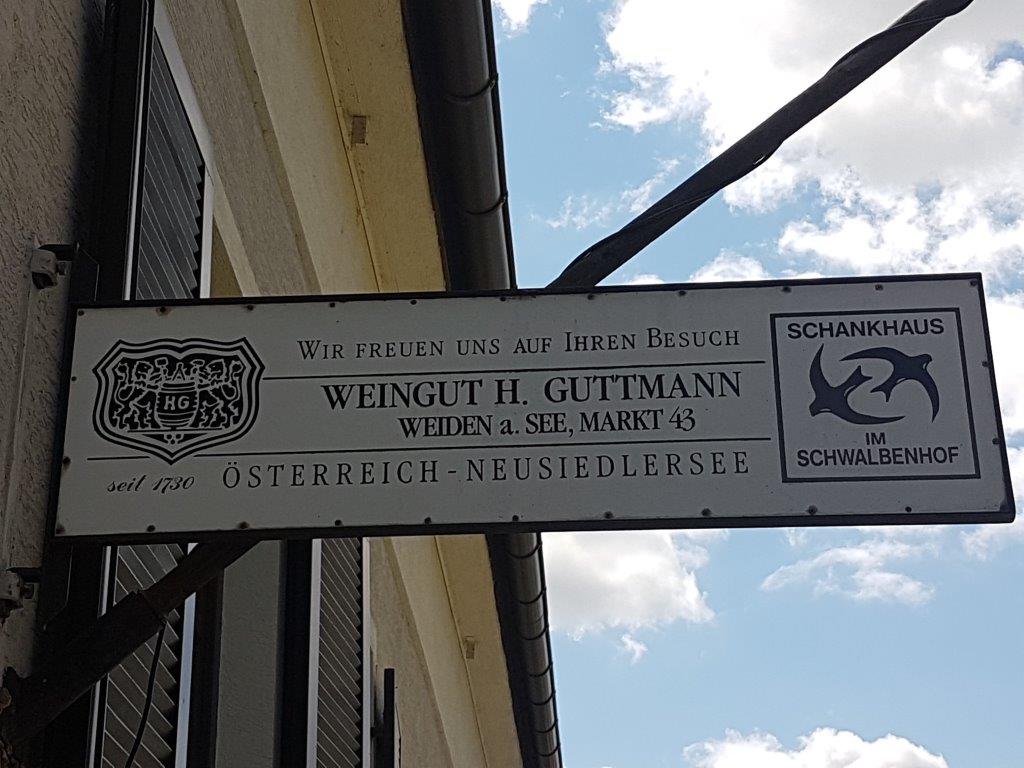 HG
seit 1730
WIR FREUEN UNS AUF IHREN BESUCH
WEINGUT H. GUTTMANN
WEIDEN a. SEE, MARKT 43
ÖSTERREICH-NEUSIEDLERSEE
SCHANKHAUS
IM
SCHWALBENHOF